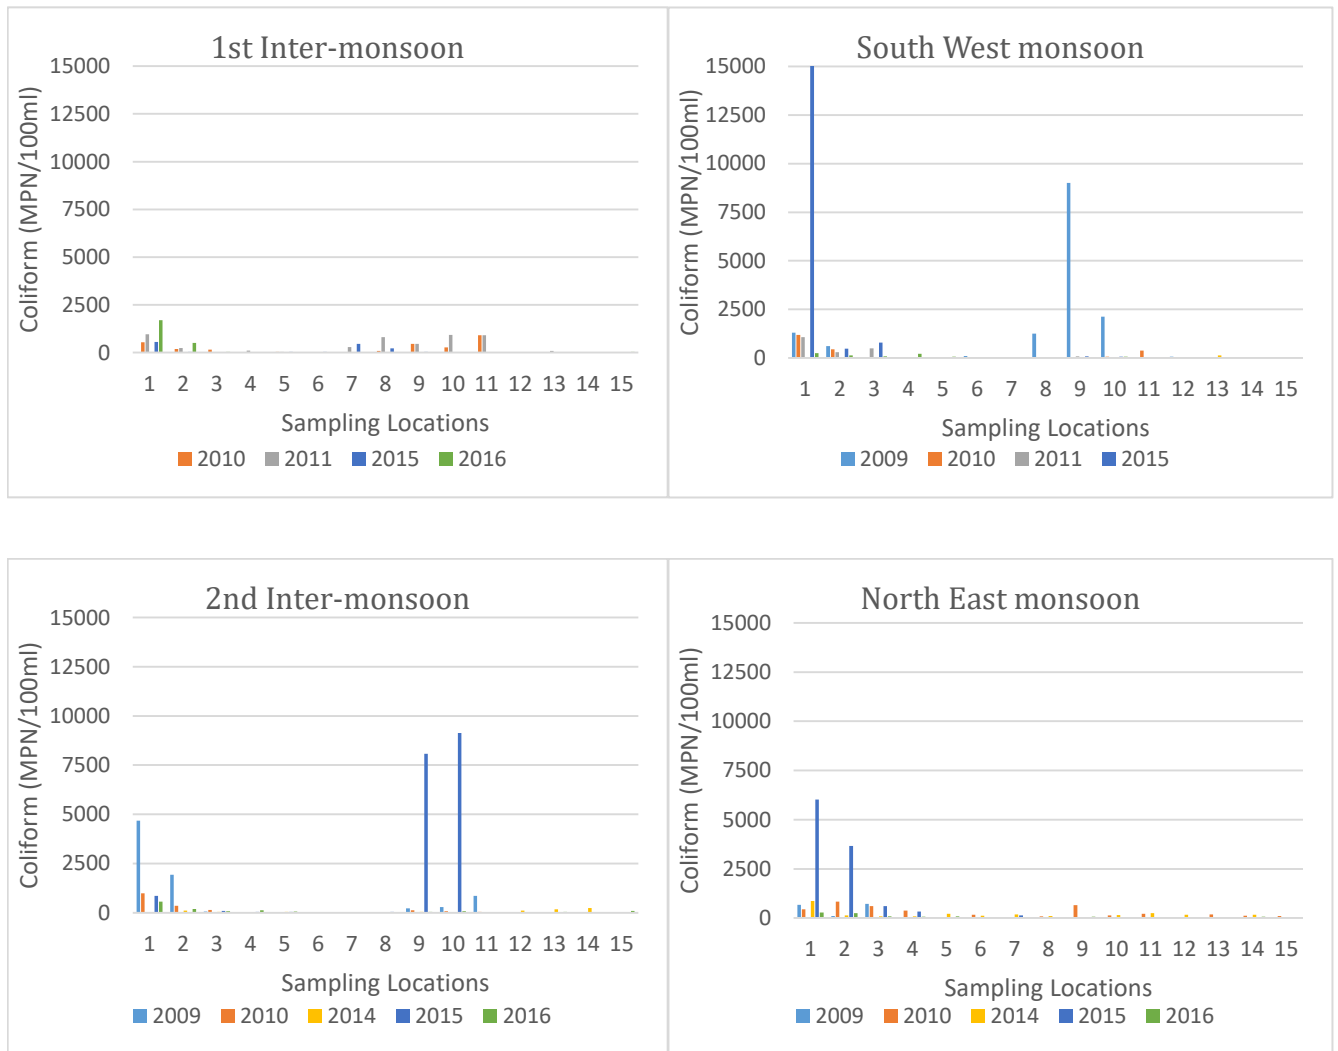 1st Inter-monsoon
Coliform (MPN/100ml)
15000
12500
10000
7500
5000
2500
0
1 2 3 4 5 6 7 8 9 10 11 12 13 14 15
Sampling Locations
2010 2011 2015 2016
South West monsoon
Coliform (MPN/100ml)
15000
12500
10000
7500
5000
2500
0
1 2 3 4 5 6 7 8 9 10 11 12 13 14 15
Sampling Locations
2009 2010 2011 2015
2nd Inter-monsoon
Coliform (MPN/100ml)
15000
12500
10000
7500
5000
2500
0
1 2 3 4 5 6 7 8 9 10 11 12 13 14 15
Sampling Locations
2009 2010 2014 2015 2016
North East monsoon
Coliform (MPN/100ml)
15000
12500
10000
7500
5000
2500
0
1 2 3 4 5 6 7 8 9 10 11 12 13 14 15
Sampling Locations
2009 2010 2014 2015 2016